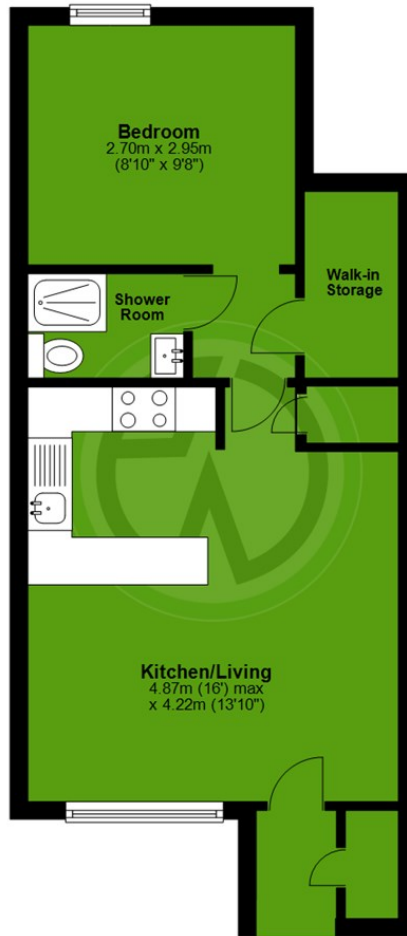 Bedroom
2.70m x 2.95m
(8'10" x 9'8")
Walk-in
Storage
Shower
Room
Kitchen/Living
4.87m (16') max
x 4.22m (13'10")